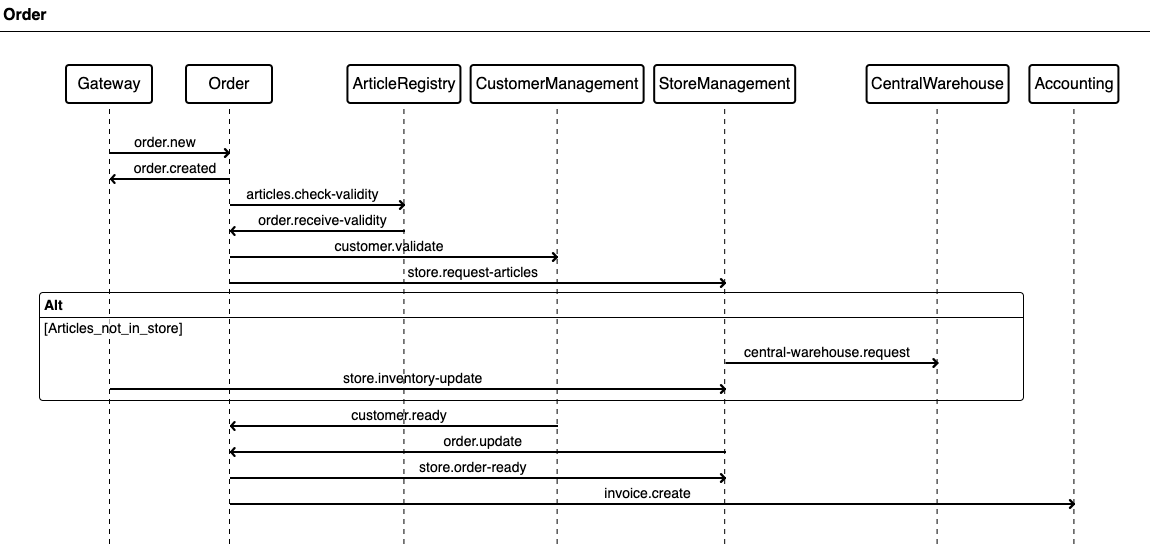 Order
Gateway Order ArticleRegistry CustomerManagement StoreManagement CentralWarehouse Accounting
order.new
order.created
articles.check-validity
order.receive-validity
customer.validate
store.request-articles
Alt
[Articles_not_in_store]
central-warehouse.request
store.inventory-update
customer.ready
order.update
store.order-ready
invoice.create